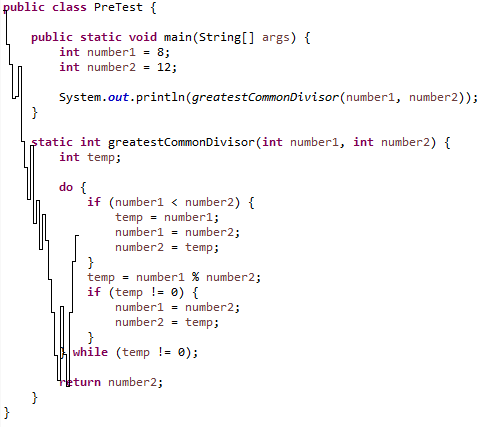 public class PreTest {
public static void main(String[] args) {
int number1 = 8;
int number2 = 12;
System.out.println(greatestCommonDivisor(number1, number2));
}
static int greatestCommonDivisor(int number1, int number2) {
int temp;
do {
if (number1 < number2) {
temp = number1;
number1 = number2;
number2 = temp;
}
temp = number1 % number2;
if (temp != 0) {
number1 = number2;
number2 = temp;
}
} while (temp != 0);
return number2;
}
}